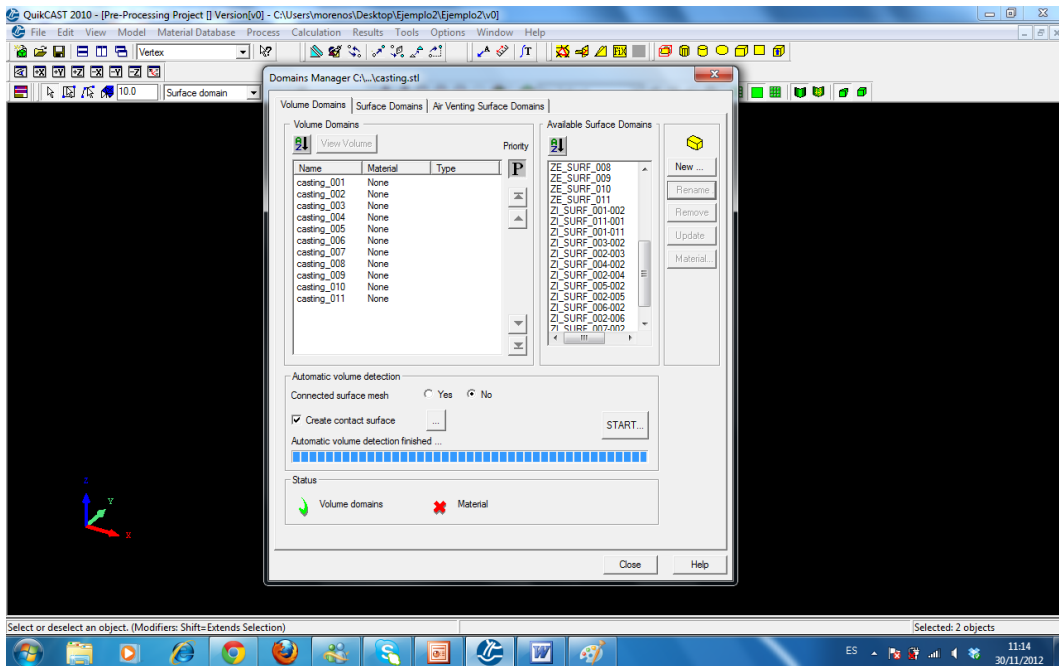 QuikCAST 2010 - [Pre-Processing Project [] Version[v0] - C:\Users\morenos\Desktop\Ejemplo2\Ejemplo2\v0]
File Edit View Model Material Database Process Calculation Results Tools Options Window Help
Vertex
10.0
Surface domain
Domains Manager C:\...\casting.stl
Volume Domains Surface Domains Air Venting Surface Domains
Volume Domains
View Volume
Priority
P
Name Material Type
casting_001 None
casting_002 None
casting_003 None
casting_004 None
casting_005 None
casting_006 None
casting_007 None
casting_008 None
casting_009 None
casting_010 None
casting_011 None
Available Surface Domains
ZE_SURF_008
ZE_SURF_009
ZE_SURF_010
ZE_SURF_011
ZI_SURF_001-002
ZI_SURF_011-001
ZI_SURF_001-011
ZI_SURF_003-002
ZI_SURF_002-003
ZI_SURF_004-002
ZI_SURF_002-004
ZI_SURF_005-002
ZI_SURF_002-005
ZI_SURF_006-002
ZI_SURF_002-006
ZI_SURF_007-002
New ...
Rename
Remove
Update
Material...
Automatic volume detection
Connected surface mesh Yes No
Create contact surface ...
START...
Automatic volume detection finished ...
Status
Volume domains Material
Close Help
Z
Y
X
Select or deselect an object. (Modifiers: Shift=Extends Selection)
Selected: 2 objects
ES
11:14
30/11/2012